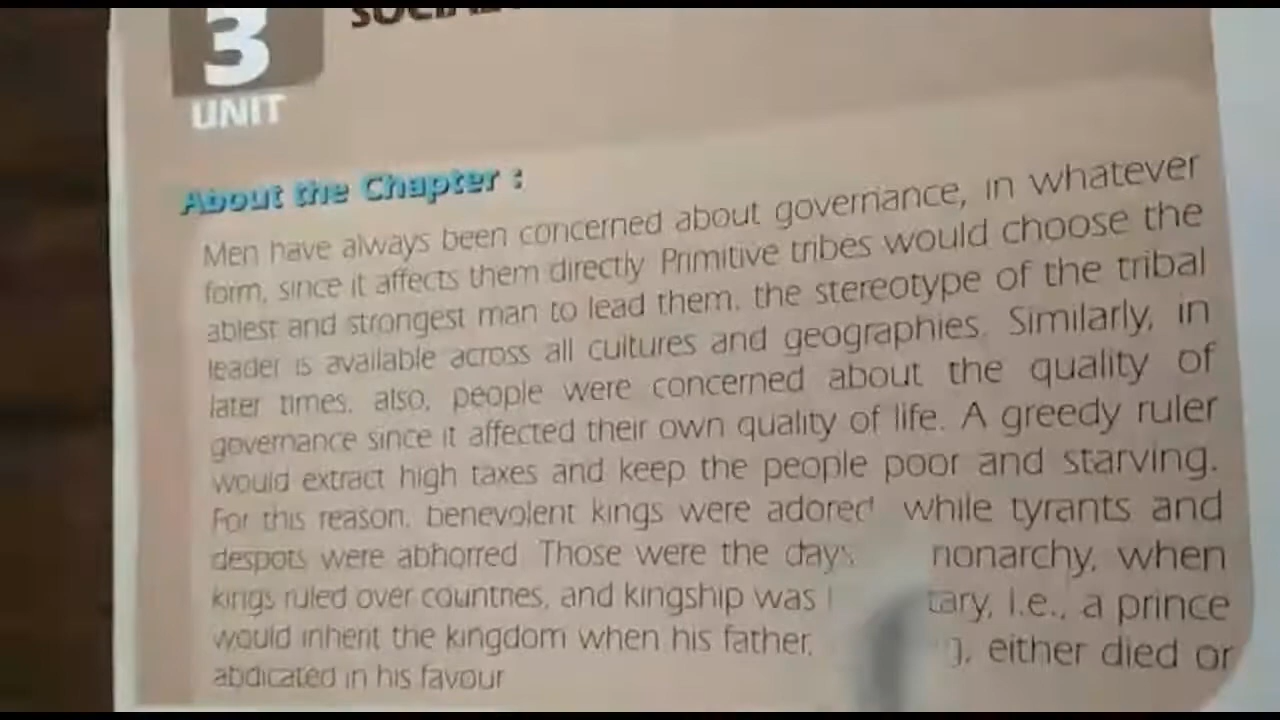 3
UNIT
About the Chapter :
Men have always been concerned about governance, in whatever
form, since it affects them directly Primitive tribes would choose the
ablest and strongest man to lead them. the stereotype of the tribal
leader is available across all cultures and geographies. Similarly, in
later times. also, people were concerned about the quality of
governance since it affected their own quality of life. A greedy ruler
would extract high taxes and keep the people poor and starving.
For this reason, benevolent kings were adored while tyrants and
despots were abhorred Those were the days monarchy, when
kings ruled over countries, and kingship was i.e., a prince
would inherit the kingdom when his father, either died or
abdicated in his favour